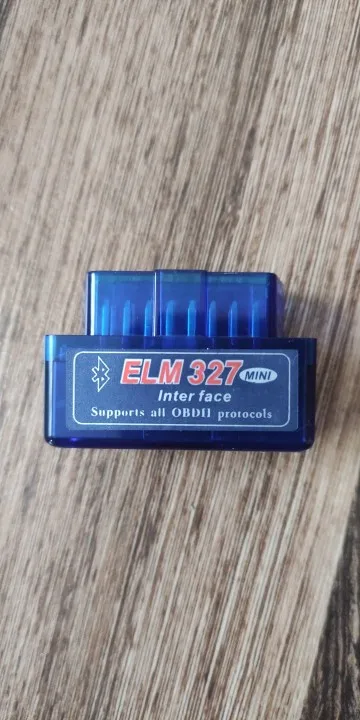 ELM 327 MINI
Inter face
Supports all OBDII protocols